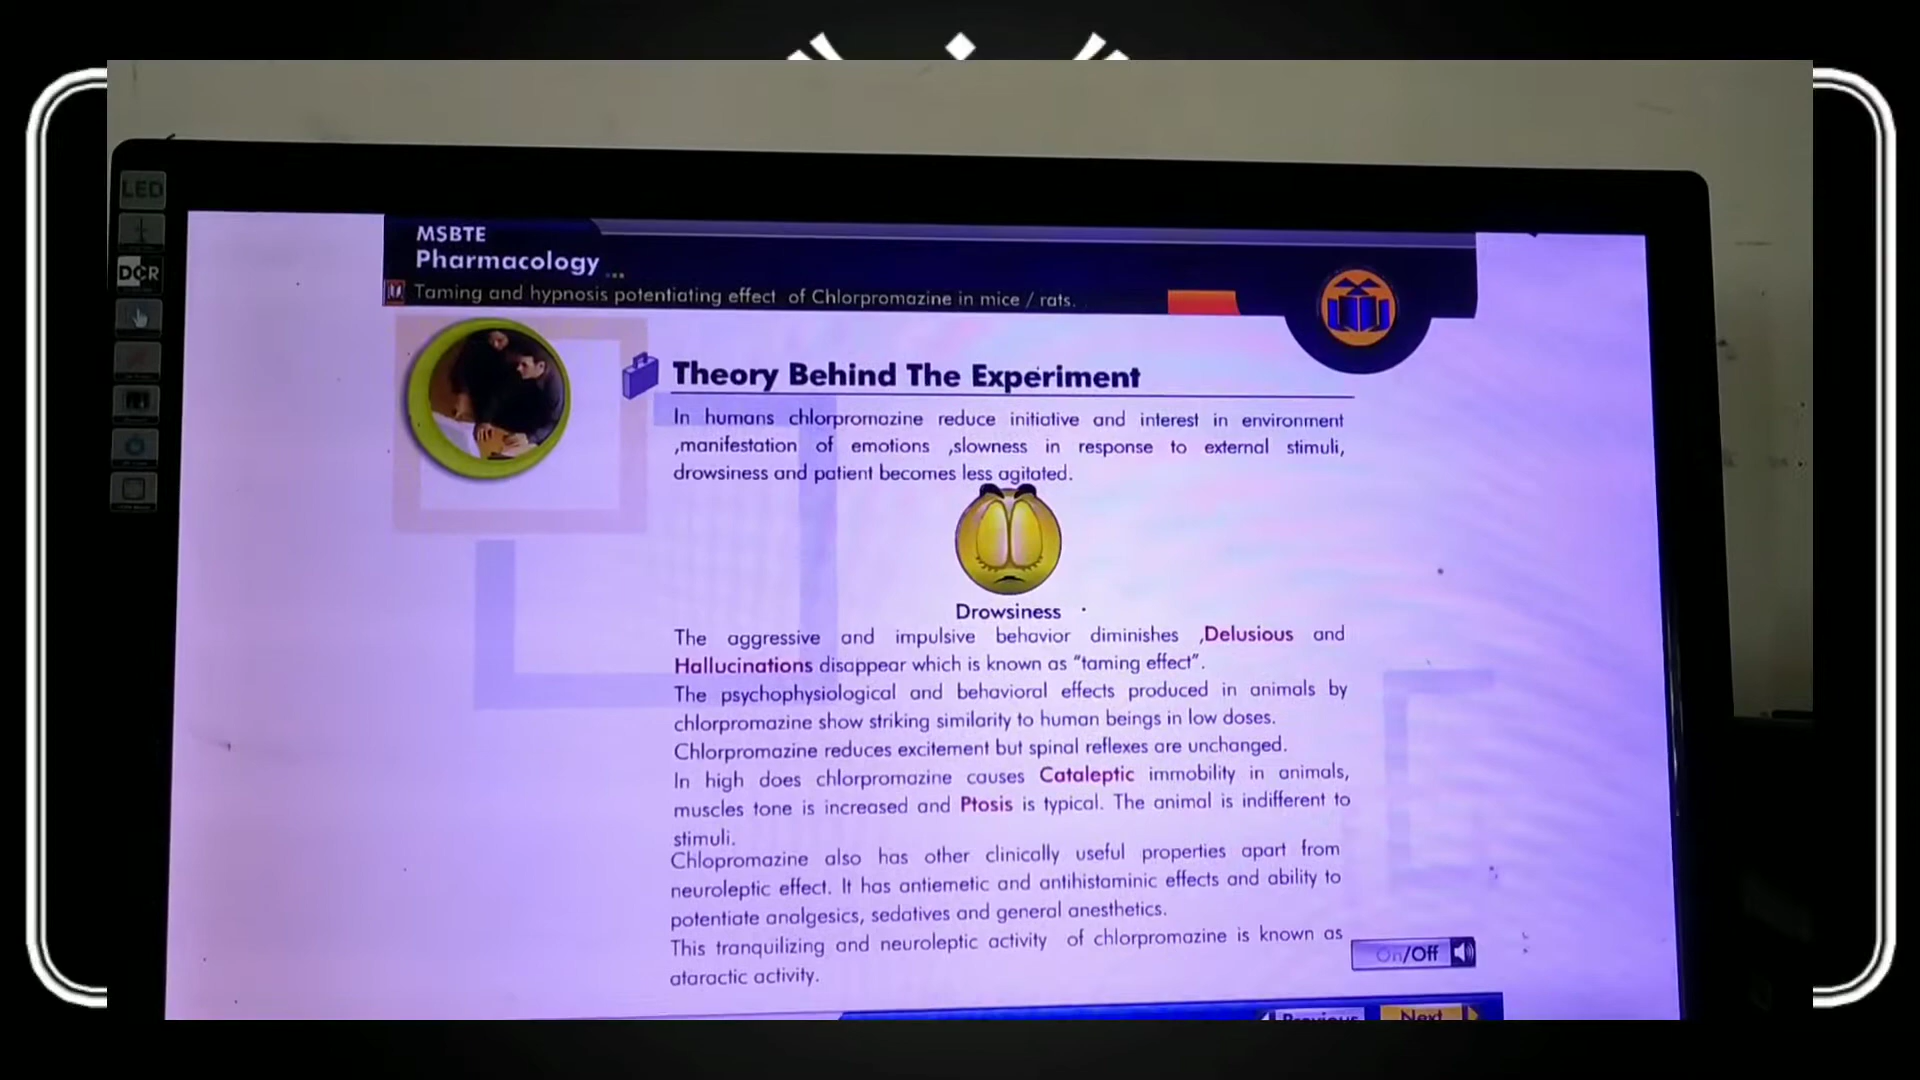 LED
DCR
MSBTE
Pharmacology ...
Taming and hypnosis potentiating effect of Chlorpromazine in mice / rats.
Theory Behind The Experiment
In humans chlorpromazine reduce initiative and interest in environment
,manifestation of emotions ,slowness in response to external stimuli,
drowsiness and patient becomes less agitated.
Drowsiness
The aggressive and impulsive behavior diminishes ,Delusious and
Hallucinations disappear which is known as "taming effect".
The psychophysiological and behavioral effects produced in animals by
chlorpromazine show striking similarity to human beings in low doses.
Chlorpromazine reduces excitement but spinal reflexes are unchanged.
In high does chlorpromazine causes Cataleptic immobility in animals,
muscles tone is increased and Ptosis is typical. The animal is indifferent to
stimuli.
Chlopromazine also has other clinically useful properties apart from
neuroleptic effect. It has antiemetic and antihistaminic effects and ability to
potentiate analgesics, sedatives and general anesthetics.
This tranquilizing and neuroleptic activity of chlorpromazine is known as
ataractic activity.
On/Off
Previous
Next